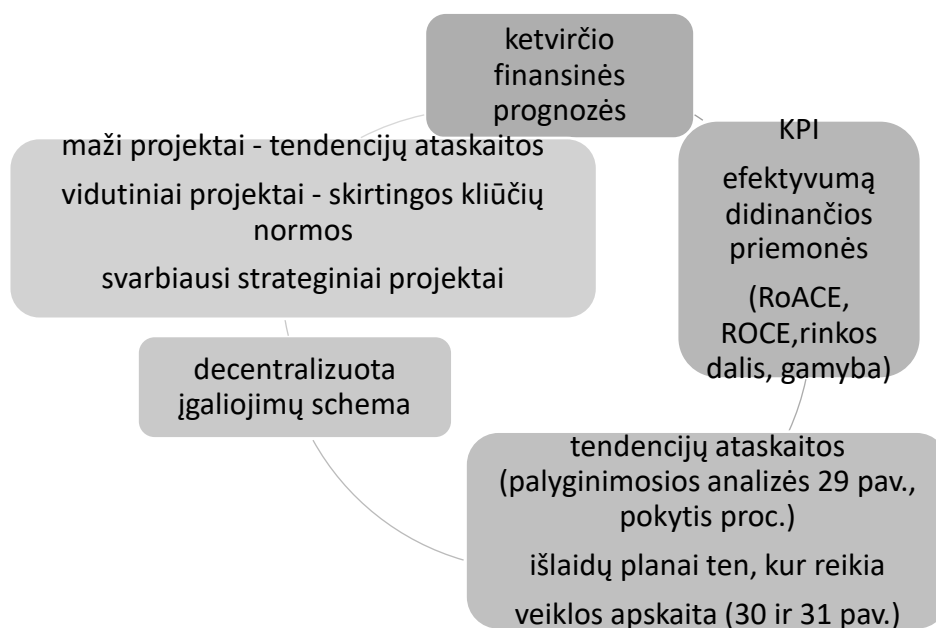 ketvirčio
finansinės
prognozės
KPI
efektyvumą
didinančios
priemonės
(RoACE,
ROCE,rinkos
dalis, gamyba)
tendencijų ataskaitos
(palyginimosios analizės 29 pav.,
pokytis proc.)
išlaidų planai ten, kur reikia
veiklos apskaita (30 ir 31 pav.)
decentralizuota
įgaliojimų schema
maži projektai - tendencijų ataskaitos
vidutiniai projektai - skirtingos kliūčių
normos
svarbiausi strateginiai projektai